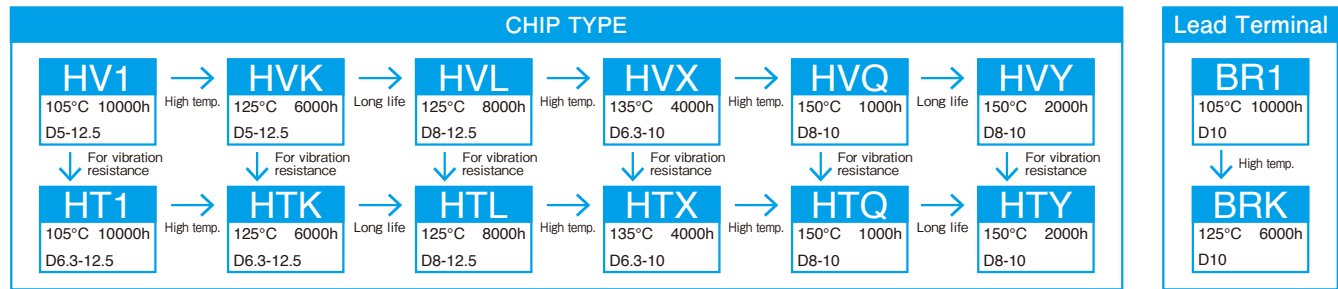 CHIP TYPE
HV1
105°C 10000h
D5-12.5
High temp.
HVK
125°C 6000h
D5-12.5
Long life
HVL
125°C 8000h
D8-12.5
High temp.
HVX
135°C 4000h
D6.3-10
High temp.
HVQ
150°C 1000h
D8-10
Long life
HVY
150°C 2000h
D8-10
For vibration
resistance
For vibration
resistance
For vibration
resistance
For vibration
resistance
For vibration
resistance
For vibration
resistance
HT1
105°C 10000h
D6.3-12.5
High temp.
HTK
125°C 6000h
D6.3-12.5
Long life
HTL
125°C 8000h
D8-12.5
High temp.
HTX
135°C 4000h
D6.3-10
High temp.
HTQ
150°C 1000h
D8-10
Long life
HTY
150°C 2000h
D8-10
Lead Terminal
BR1
105°C 10000h
D10
High temp.
BRK
125°C 6000h
D10